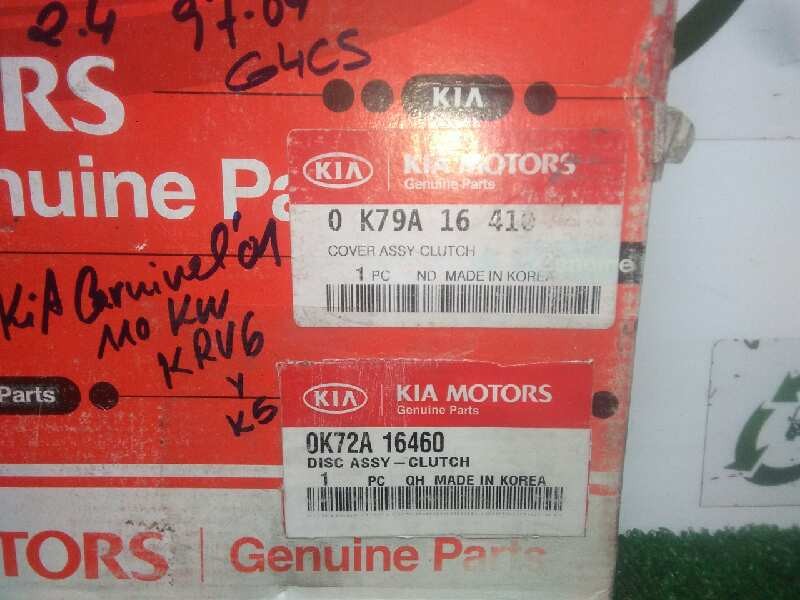 2.4 97-04
G4CS
KIA
RS
nuine Pa
KIA KIA MOTORS
Genuine Parts
0 K79A 16 410
COVER ASSY-CLUTCH
1 PC ND MADE IN KOREA
KiA Carnivel '01
110 KW
KRV6
Y
K5
Parts
KIA KIA MOTORS
Genuine Parts
0K72A 16460
DISC ASSY-CLUTCH
1 PC QH MADE IN KOREA
MOTORS Genuine Parts